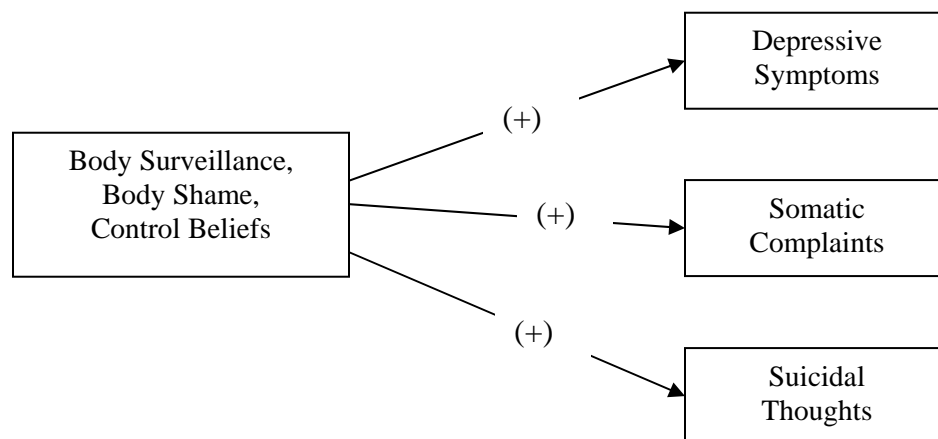 Depressive
Symptoms
(+)
Body Surveillance,
Body Shame,
Control Beliefs
(+)
Somatic
Complaints
(+)
Suicidal
Thoughts